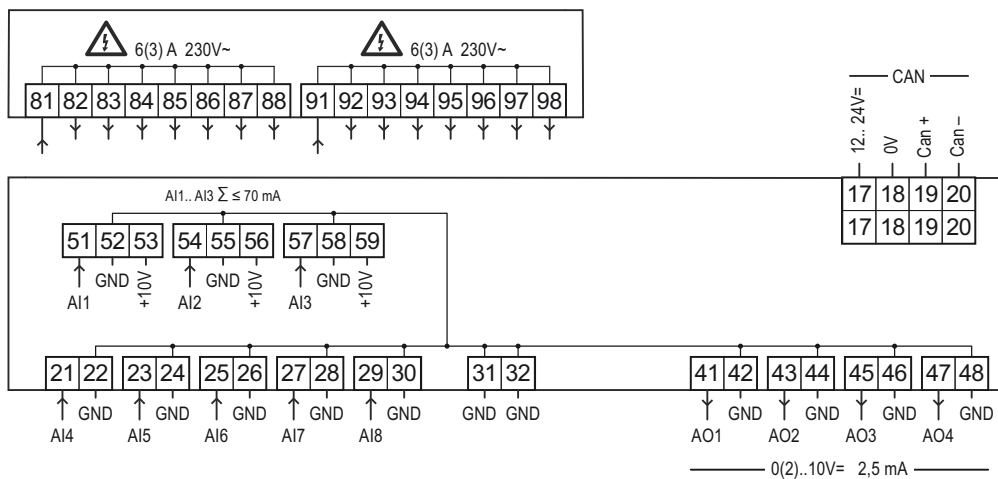 6(3) A 230V~ 6(3) A 230V~
81 82 83 84 85 86 87 88 91 92 93 94 95 96 97 98
CAN
12.. 24V= 0V Can + Can –
17 18 19 20
17 18 19 20
AI1.. AI3 Σ ≤ 70 mA
51 52 53 54 55 56 57 58 59
AI1 GND +10V AI2 GND +10V AI3 GND +10V
21 22 23 24 25 26 27 28 29 30 31 32 41 42 43 44 45 46 47 48
AI4 GND AI5 GND AI6 GND AI7 GND AI8 GND GND GND AO1 GND AO2 GND AO3 GND AO4 GND
0(2)..10V= 2,5 mA